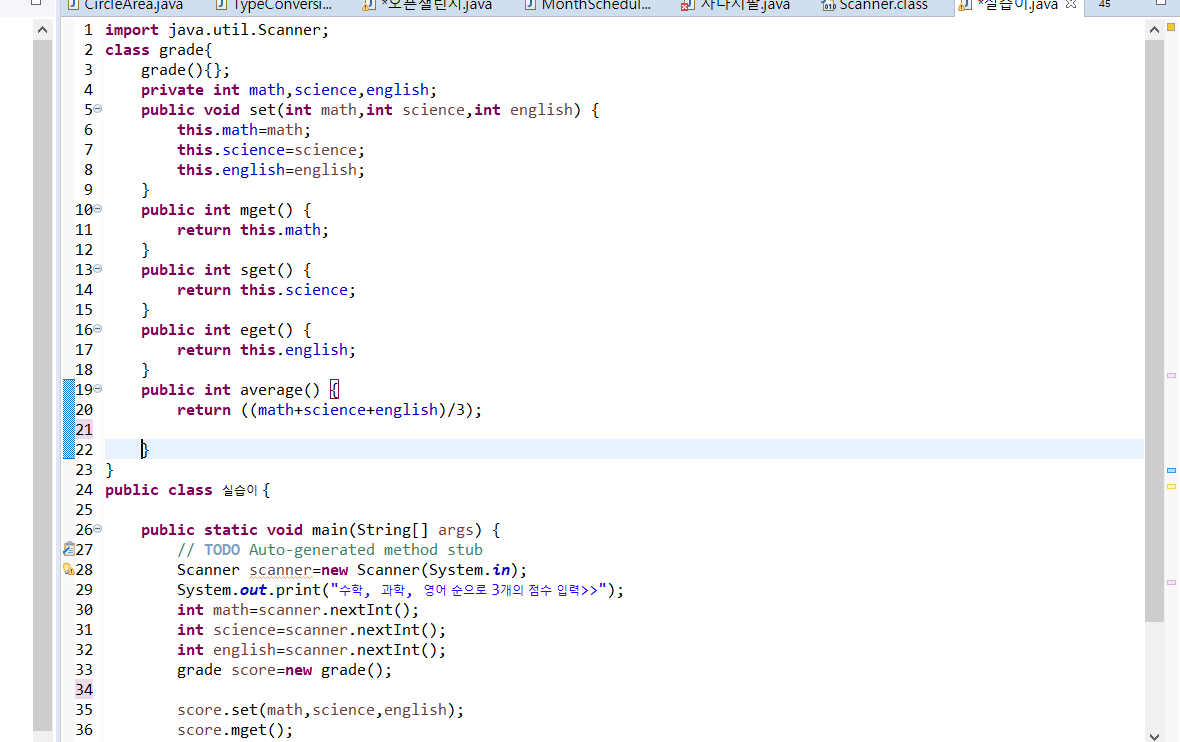 CircleArea.java TypeConversi... *오픈챌린지.java MonthSchedul... 사다시쌀.java Scanner.class *실습이.java 45
1 import java.util.Scanner;
2 class grade{
3 grade(){};
4 private int math,science,english;
5 public void set(int math,int science,int english) {
6 this.math=math;
7 this.science=science;
8 this.english=english;
9 }
10 public int mget() {
11 return this.math;
12 }
13 public int sget() {
14 return this.science;
15 }
16 public int eget() {
17 return this.english;
18 }
19 public int average() {
20 return ((math+science+english)/3);
21
22 }
23 }
24 public class 실습이 {
25
26 public static void main(String[] args) {
27 // TODO Auto-generated method stub
28 Scanner scanner=new Scanner(System.in);
29 System.out.print("수학, 과학, 영어 순으로 3개의 점수 입력>>");
30 int math=scanner.nextInt();
31 int science=scanner.nextInt();
32 int english=scanner.nextInt();
33 grade score=new grade();
34
35 score.set(math,science,english);
36 score.mget();